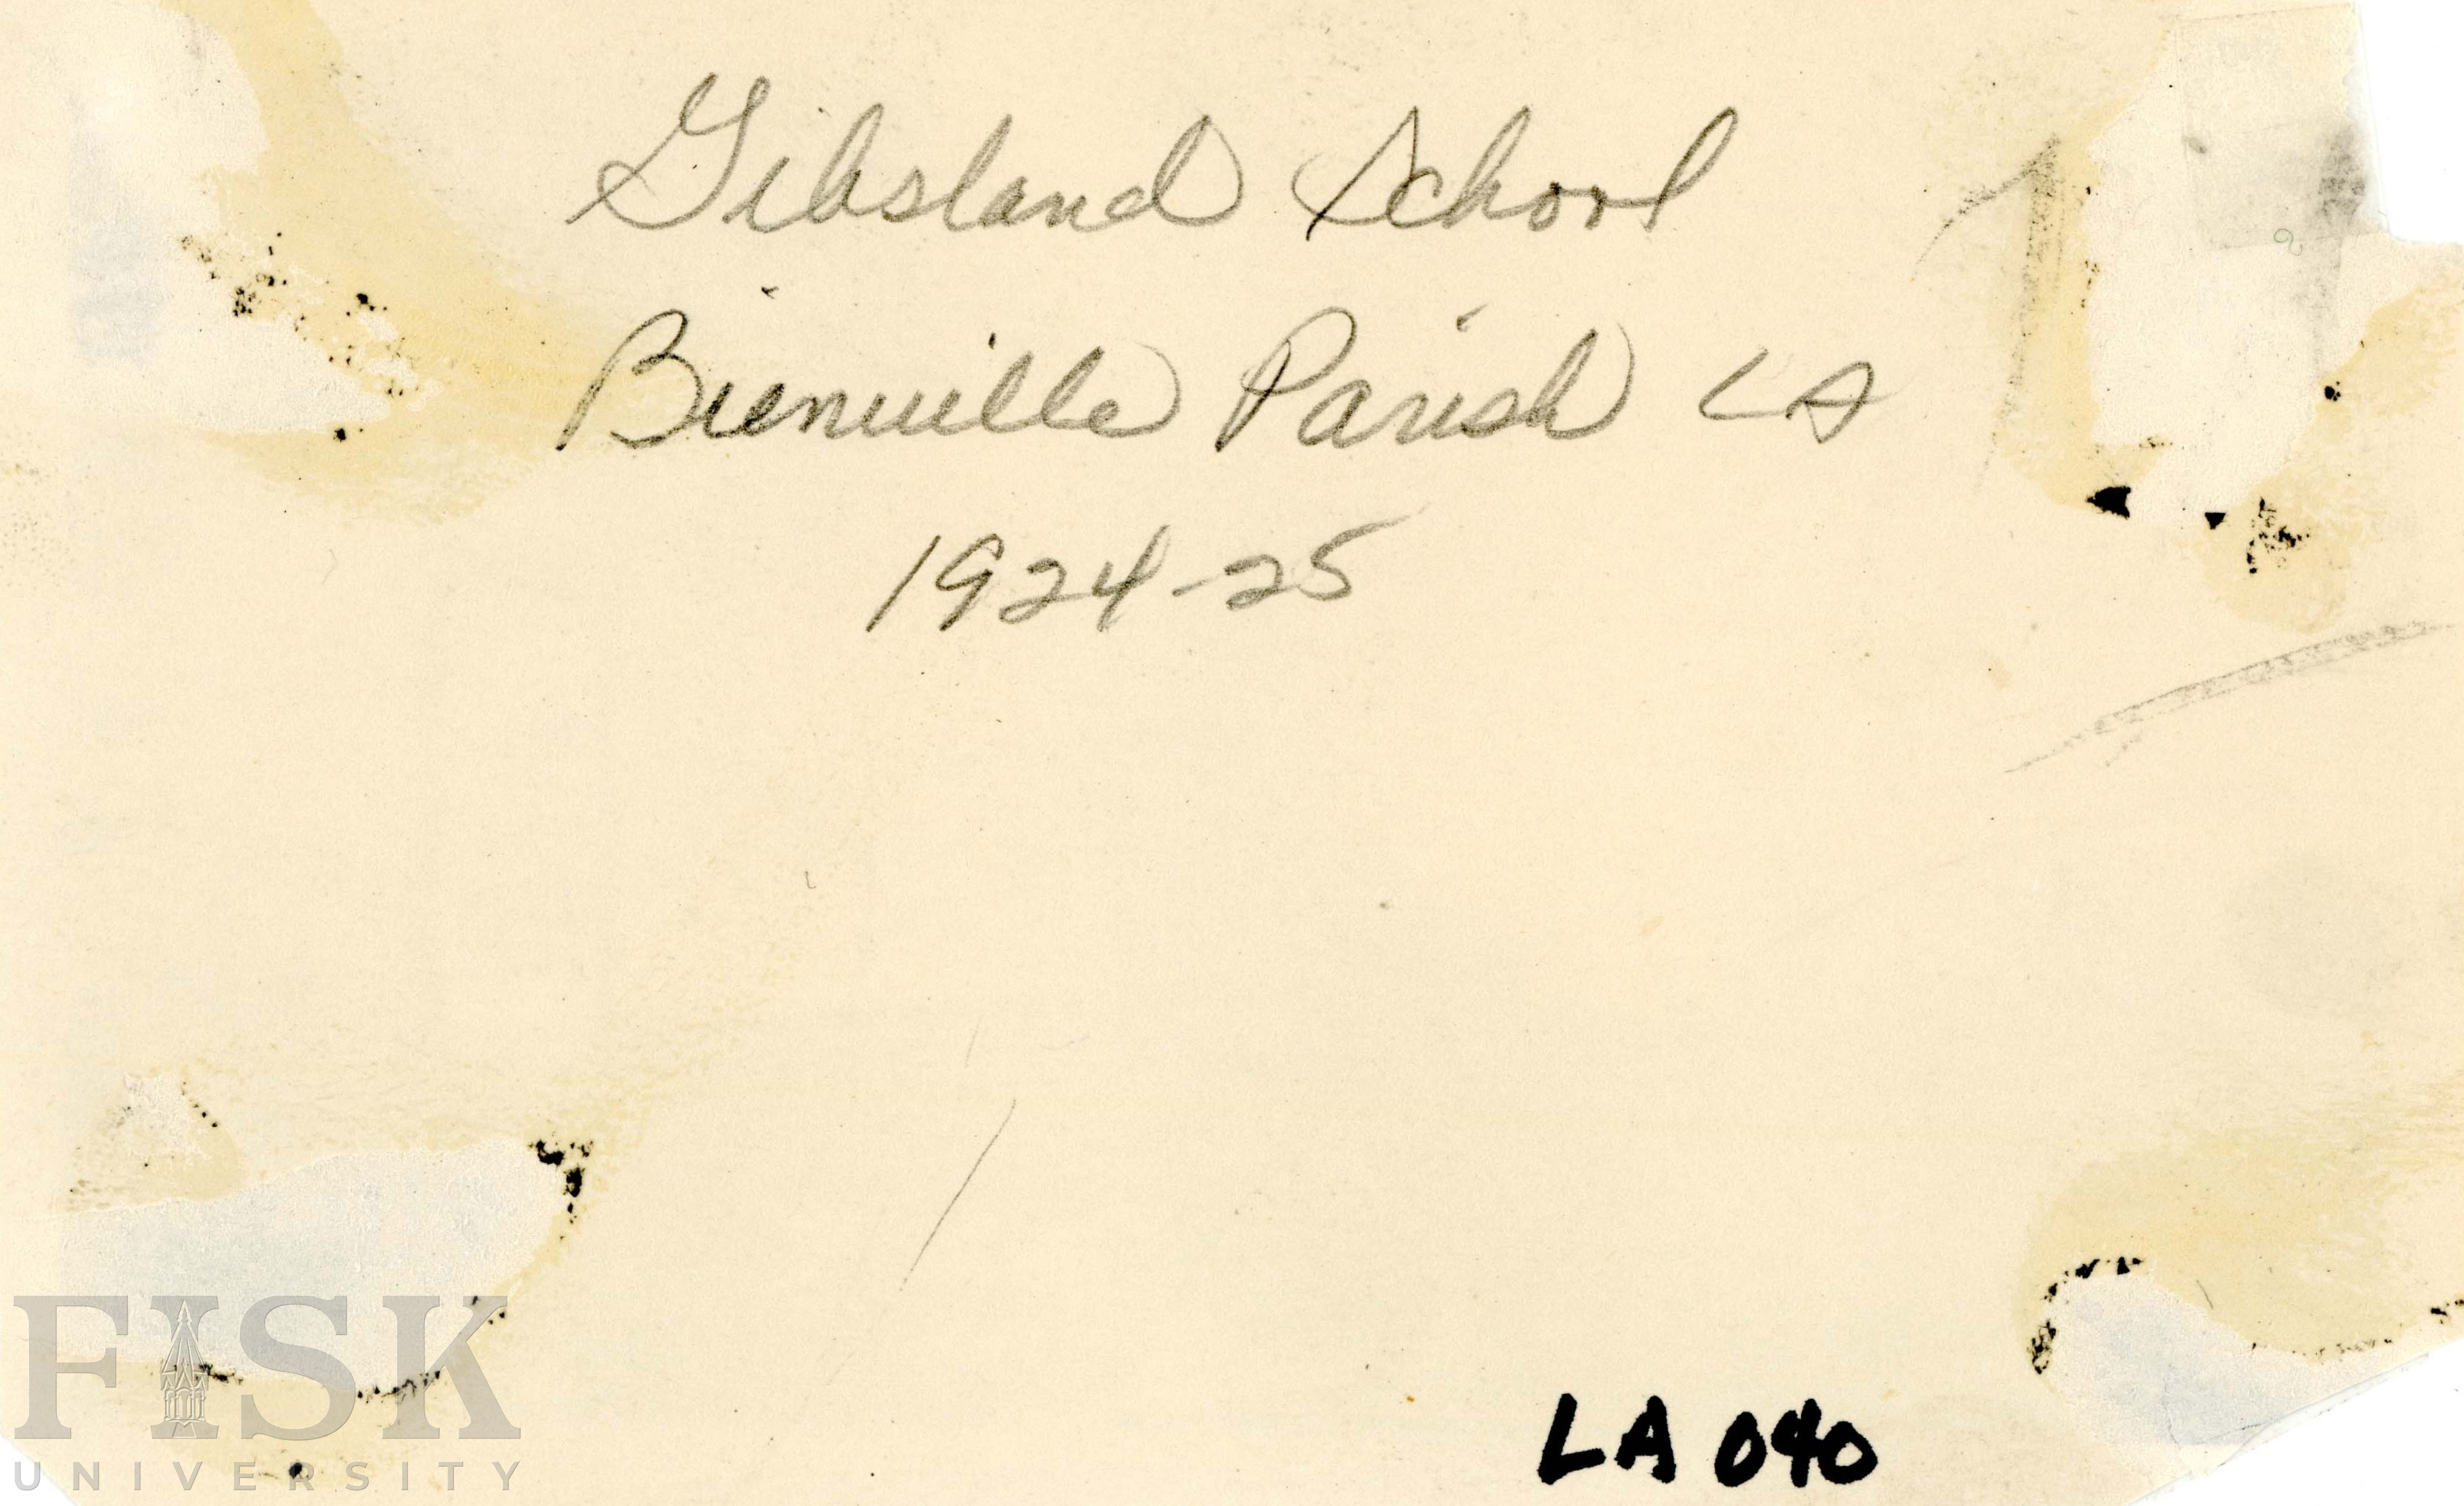 Gibsland School
Bienville Parish LA
1924-25
LA 040
FISK
UNIVERSITY